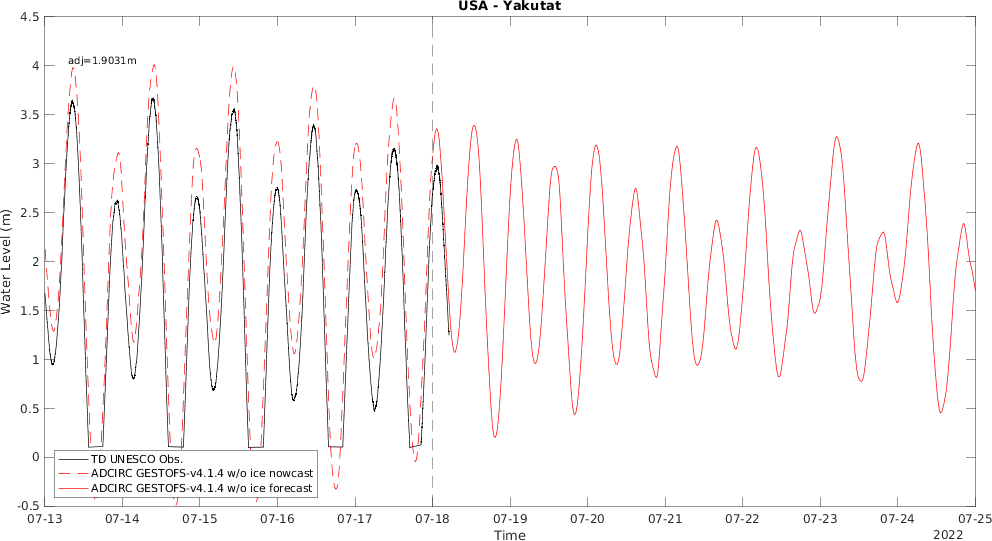 USA - Yakutat
4.5
4
3.5
3
2.5
2
1.5
1
0.5
0
-0.5
Water Level (m)
adj=1.9031m
TD UNESCO Obs.
ADCIRC GESTOFS-v4.1.4 w/o ice nowcast
ADCIRC GESTOFS-v4.1.4 w/o ice forecast
07-13 07-14 07-15 07-16 07-17 07-18 07-19 07-20 07-21 07-22 07-23 07-24 07-25
Time
2022